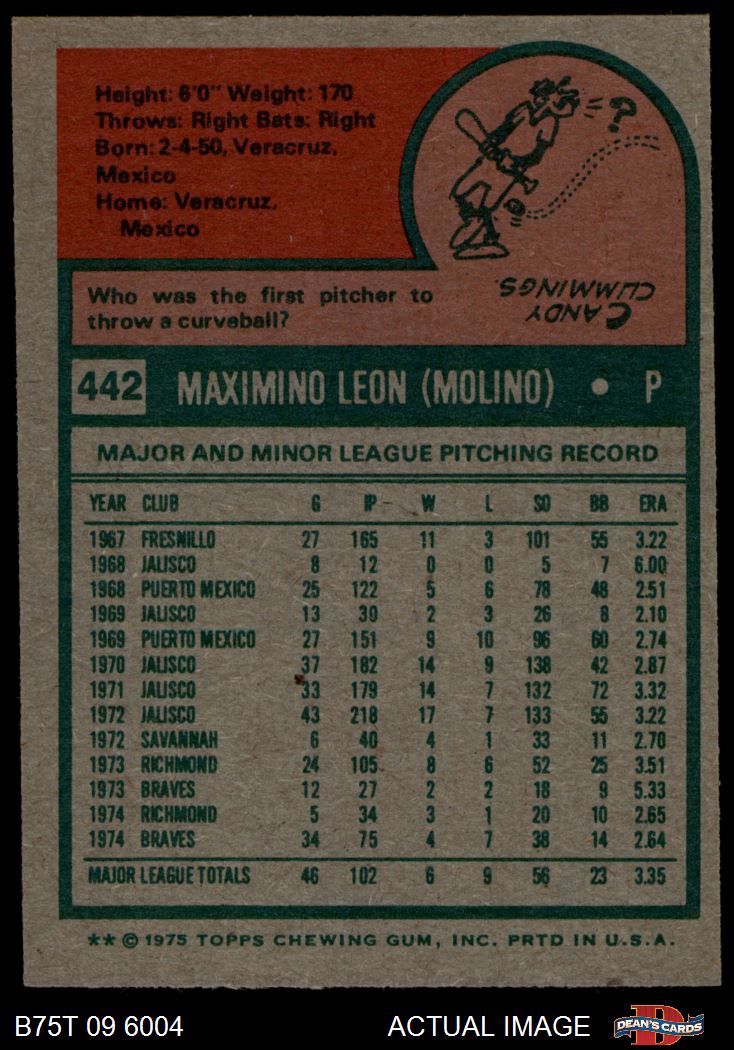 Height: 6'0" Weight: 170
Throws: Right Bats: Right
Born: 2-4-50, Veracruz,
Mexico
Home: Veracruz,
Mexico
?
Who was the first pitcher to
throw a curveball?
CANDY
CUMMINGS.
442 MAXIMINO LEON (MOLINO) • P
MAJOR AND MINOR LEAGUE PITCHING RECORD
YEAR CLUB G IP W L SO BB ERA
1967 FRESNILLO 27 165 11 3 101 55 3.22
1968 JALISCO 8 12 0 0 5 7 6.00
1968 PUERTO MEXICO 25 122 5 6 78 48 2.51
1969 JALISCO 13 39 2 3 26 8 2.10
1969 PUERTO MEXICO 27 151 9 10 96 60 2.74
1970 JALISCO 37 182 14 9 138 42 2.87
1971 JALISCO 33 179 14 7 132 72 3.32
1972 JALISCO 43 218 17 7 133 55 3.22
1972 SAVANNAH 6 40 4 1 33 11 2.70
1973 RICHMOND 24 105 8 6 52 25 3.51
1973 BRAVES 12 27 2 2 18 9 5.33
1974 RICHMOND 5 34 3 1 20 10 2.65
1974 BRAVES 34 75 4 7 38 14 2.64
MAJOR LEAGUE TOTALS 46 102 6 9 56 23 3.35
** © 1975 TOPPS CHEWING GUM, INC. PRTD IN U.S.A.
B75T 09 6004 ACTUAL IMAGE DEAN'S CARDS